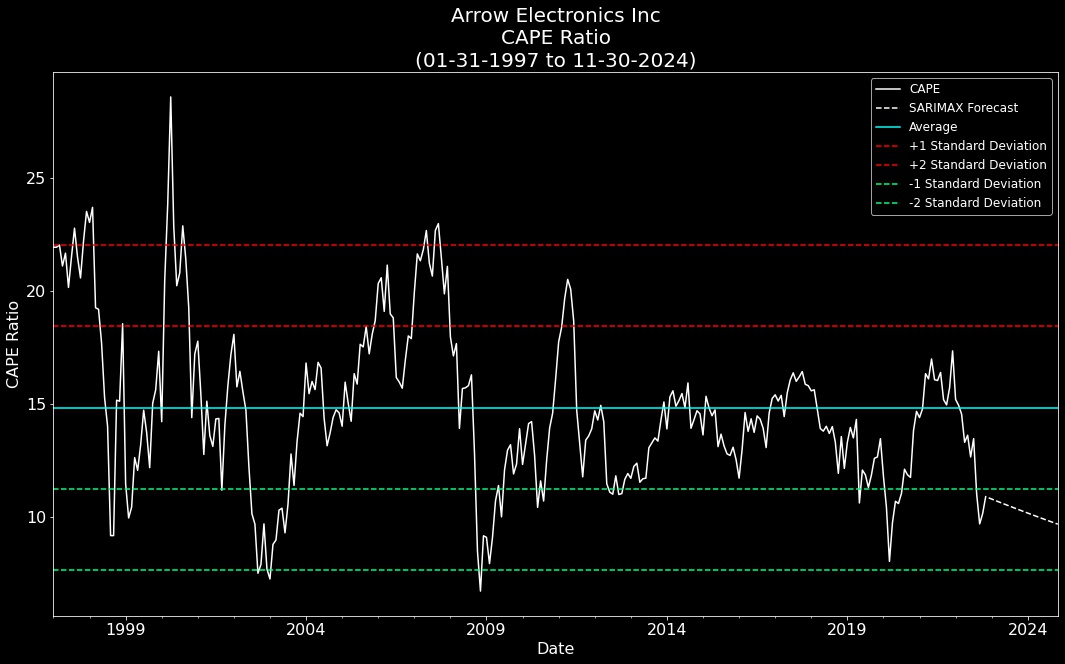 Arrow Electronics Inc
CAPE Ratio
(01-31-1997 to 11-30-2024)
CAPE
SARIMAX Forecast
Average
+1 Standard Deviation
+2 Standard Deviation
-1 Standard Deviation
-2 Standard Deviation
CAPE Ratio
25
20
15
10
1999 2004 2009 2014 2019 2024
Date